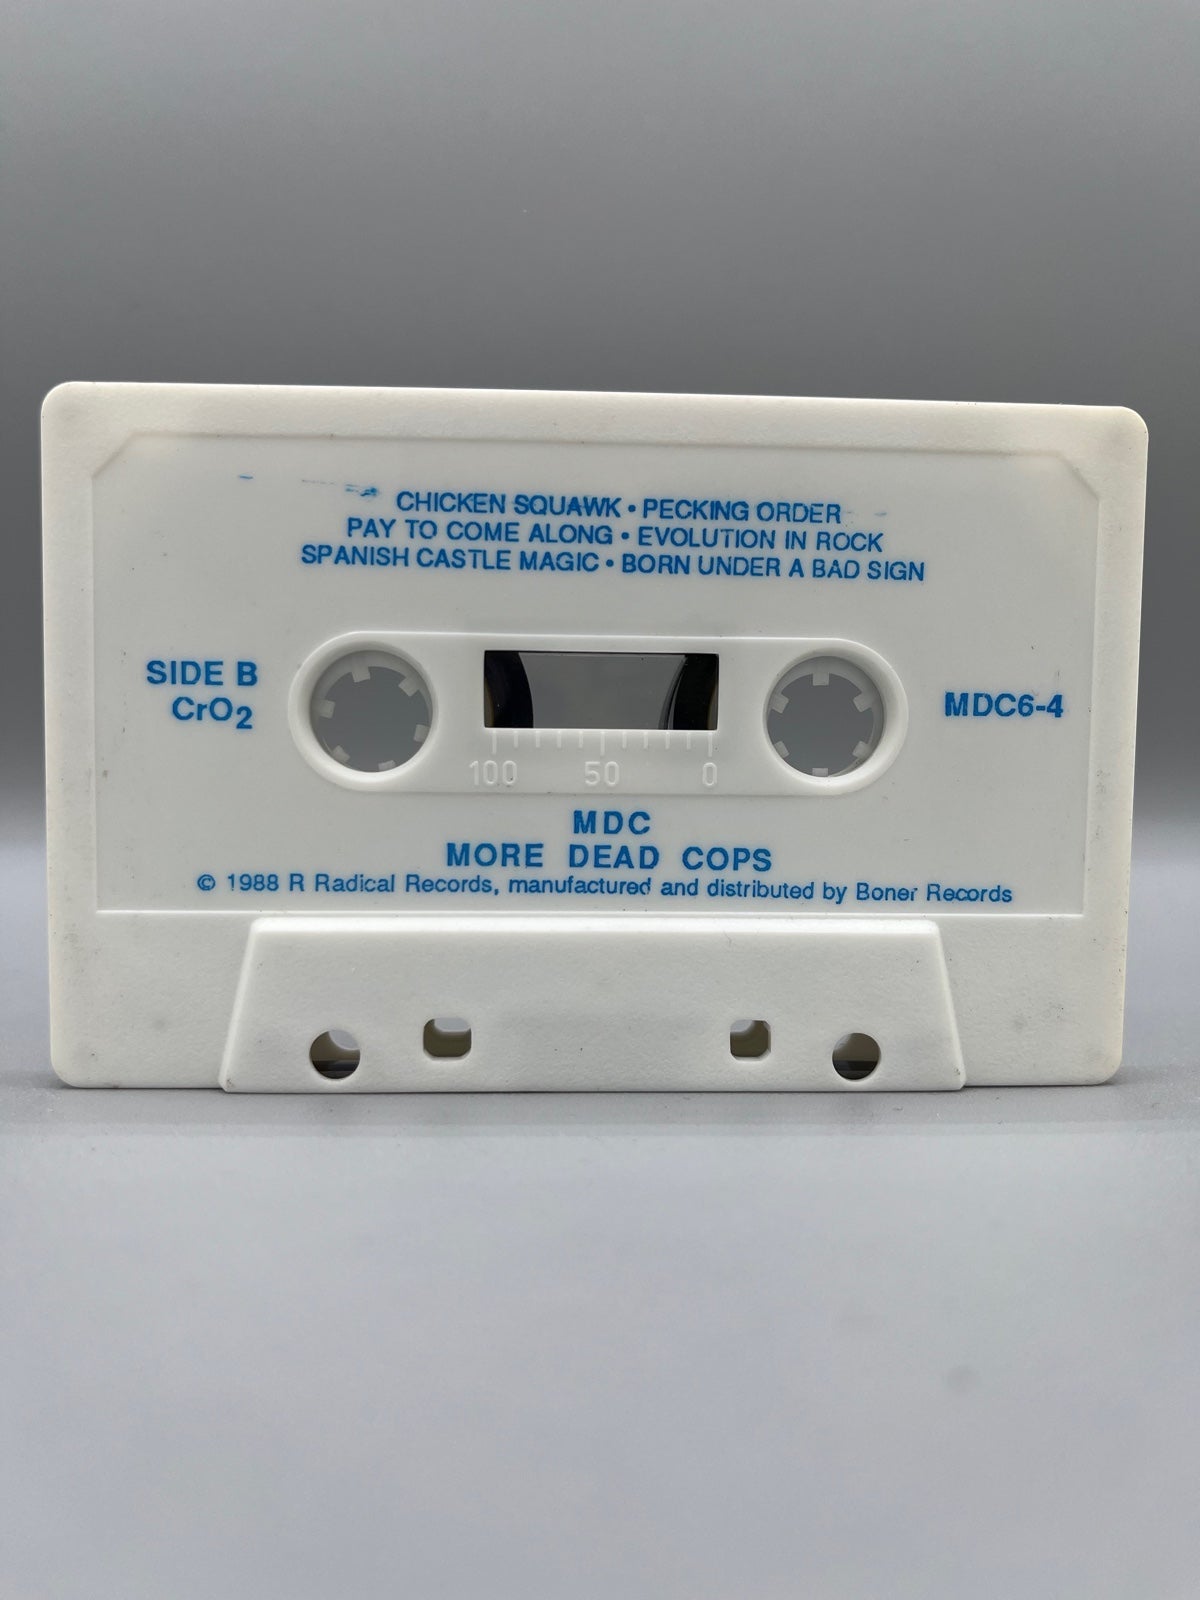 CHICKEN SQUAWK • PECKING ORDER
PAY TO COME ALONG • EVOLUTION IN ROCK
SPANISH CASTLE MAGIC • BORN UNDER A BAD SIGN
SIDE B
CrO2
MDC6-4
100 50 0
MDC
MORE DEAD COPS
© 1988 R Radical Records, manufactured and distributed by Boner Records